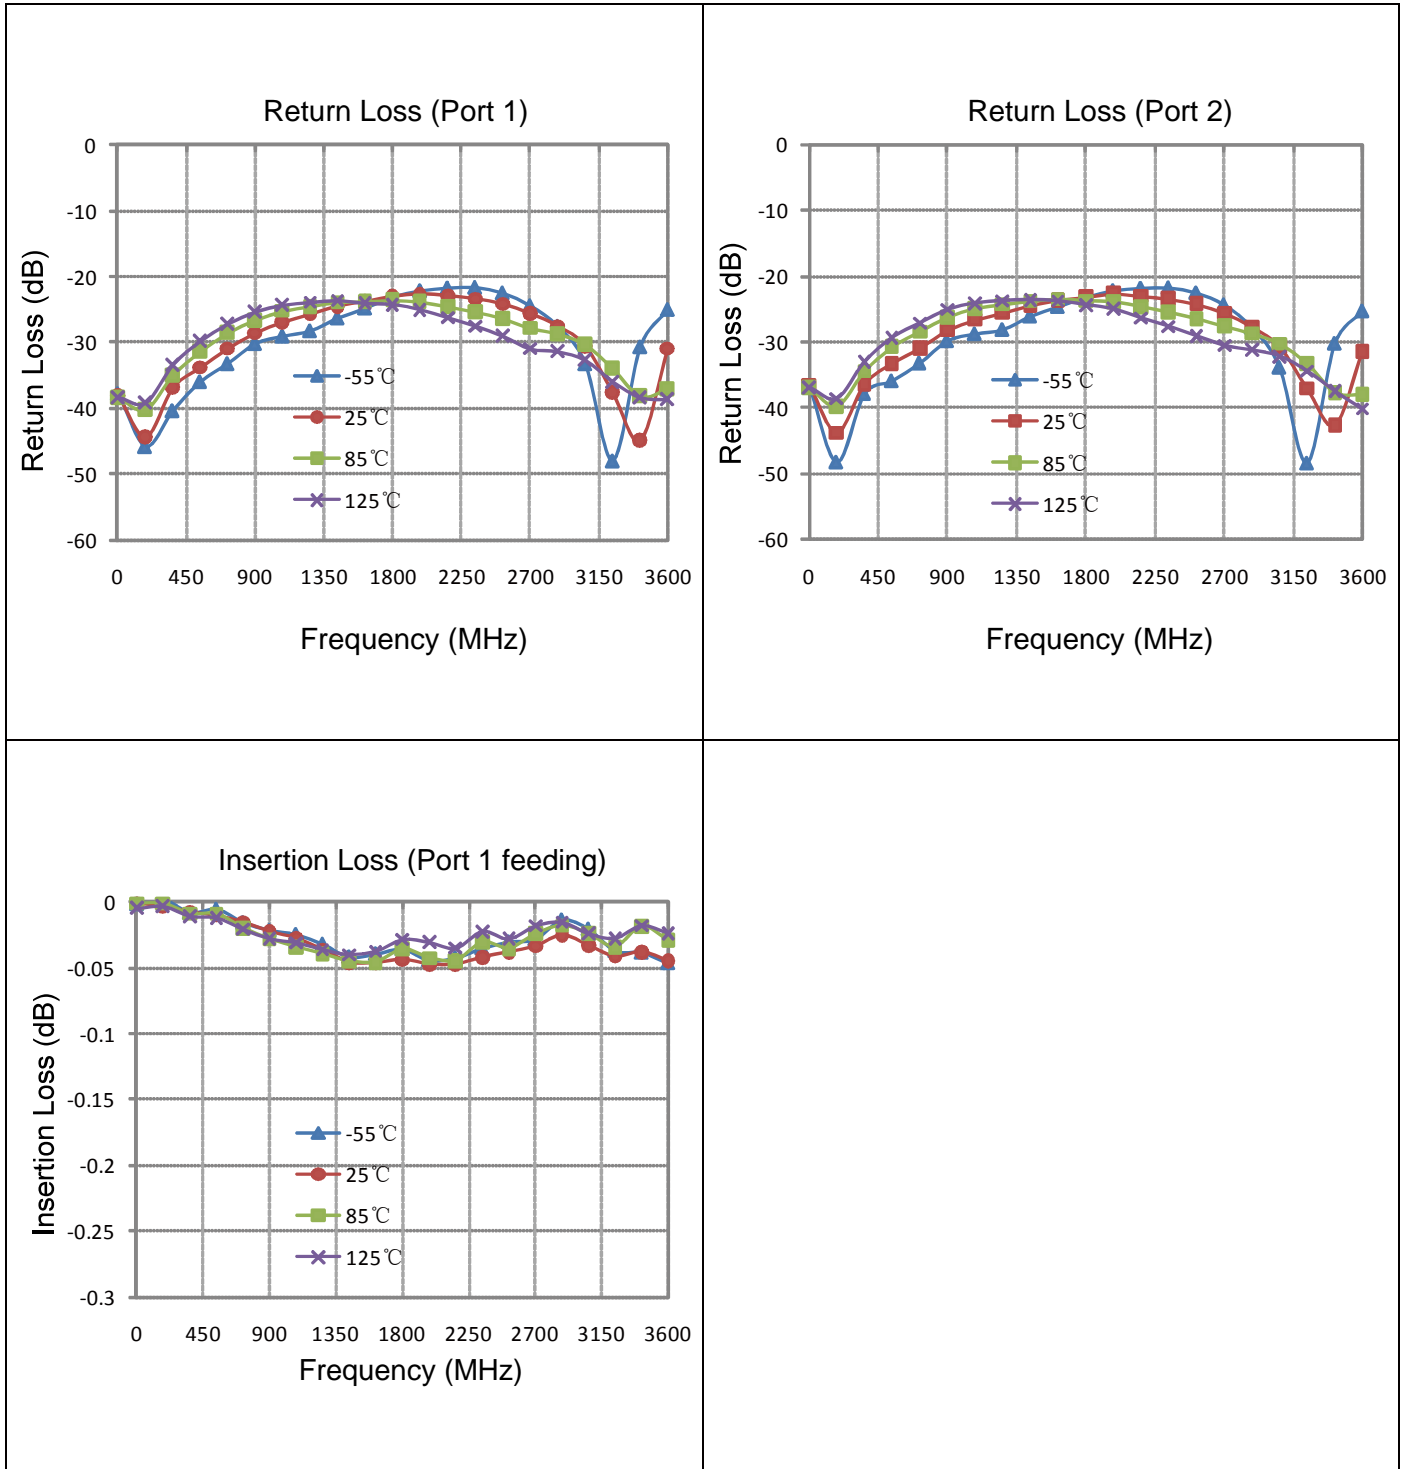 Return Loss (Port 1)
0
-10
-20
-30
-40
-50
-60
Return Loss (dB)
-55℃
25℃
85℃
125℃
0 450 900 1350 1800 2250 2700 3150 3600
Frequency (MHz)
Return Loss (Port 2)
0
-10
-20
-30
-40
-50
-60
Return Loss (dB)
-55℃
25℃
85℃
125℃
0 450 900 1350 1800 2250 2700 3150 3600
Frequency (MHz)
Insertion Loss (Port 1 feeding)
0
-0.05
-0.1
-0.15
-0.2
-0.25
-0.3
Insertion Loss (dB)
-55℃
25℃
85℃
125℃
0 450 900 1350 1800 2250 2700 3150 3600
Frequency (MHz)